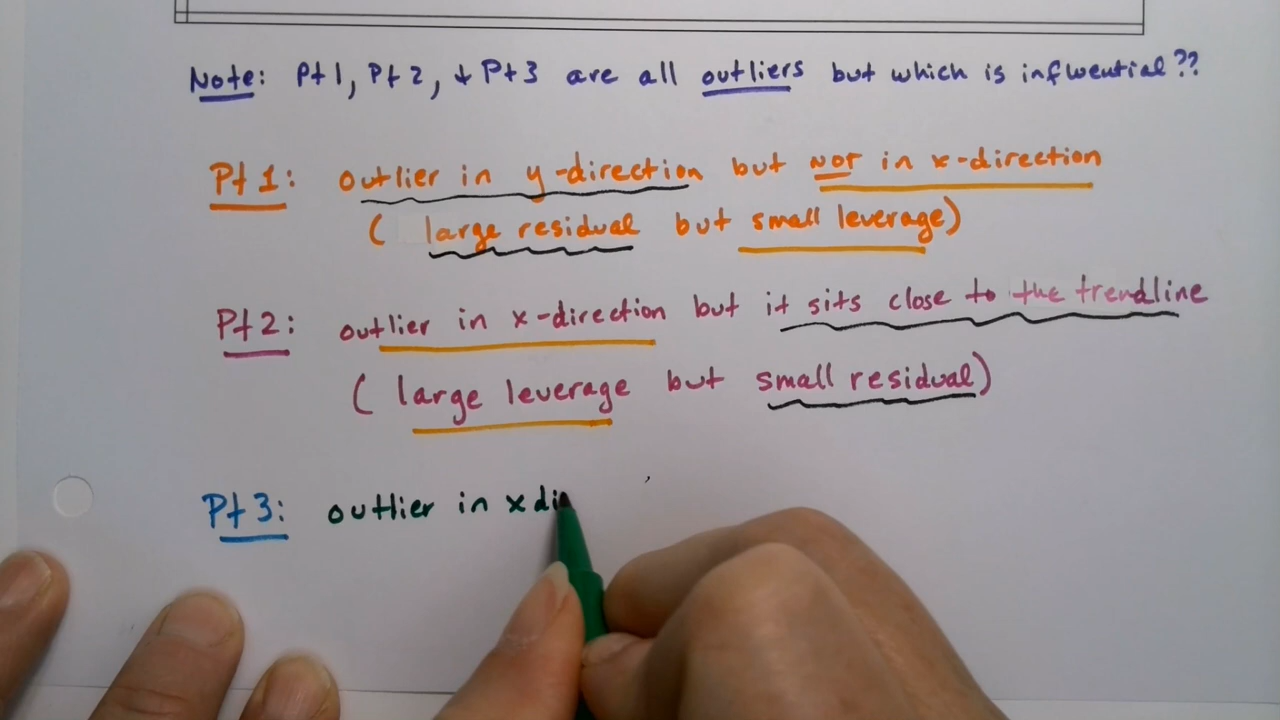 Note: Pt 1, Pt 2, + Pt 3 are all outliers but which is influential??
Pt 1: outlier in y-direction but NOT in x-direction
( large residual but small leverage)
Pt 2: outlier in x-direction but it sits close to the trendline
( large leverage but small residual)
Pt 3: outlier in x di